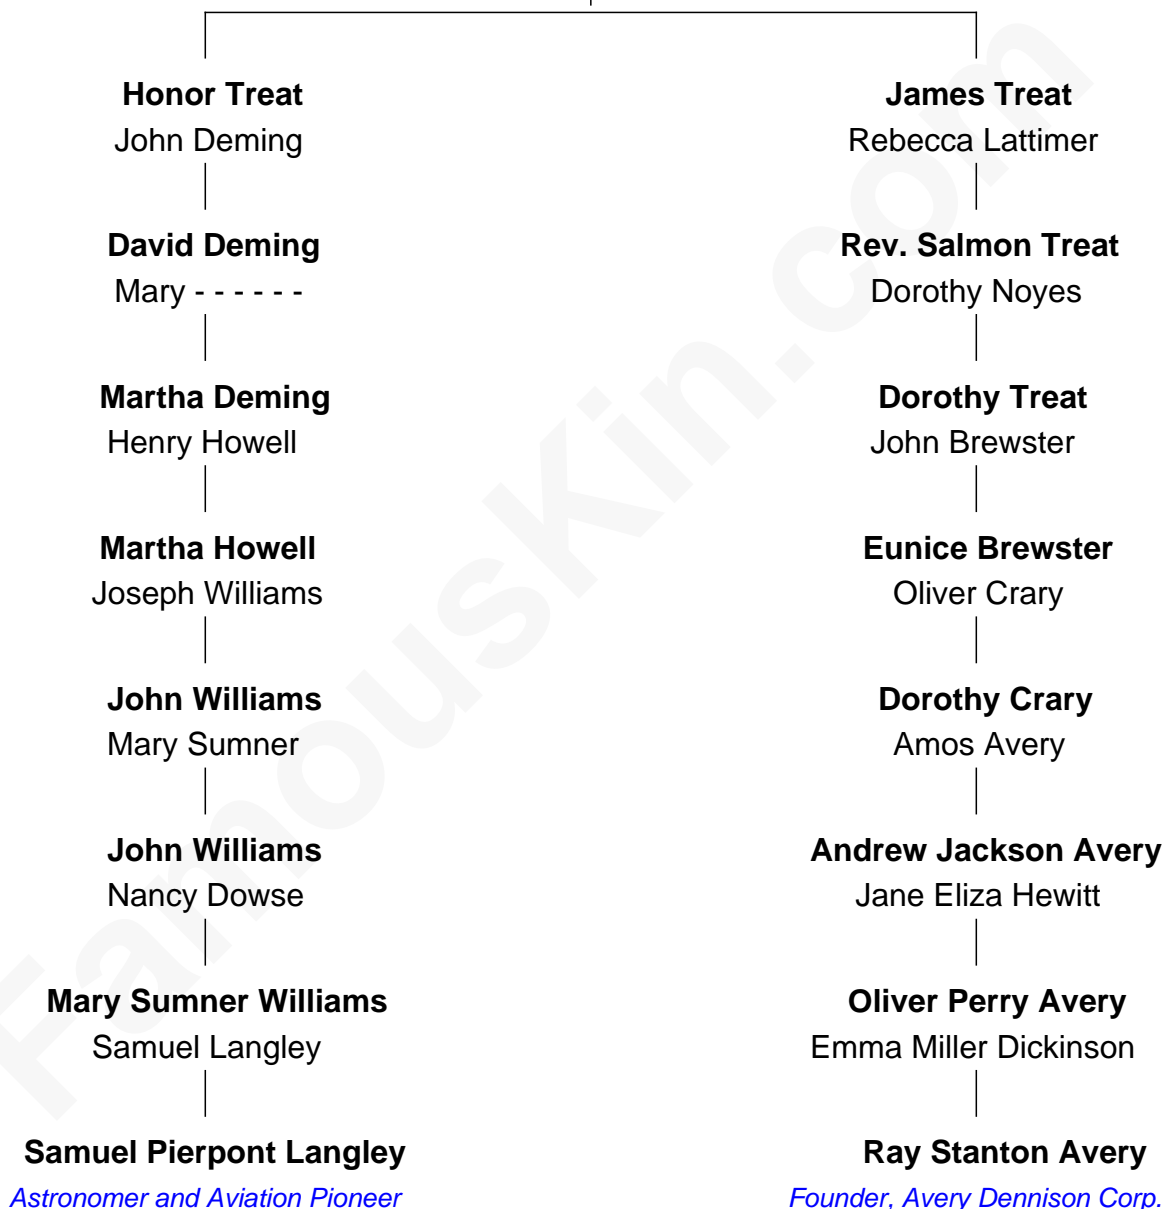 Honor Treat
John Deming
James Treat
Rebecca Lattimer
David Deming
Mary - - - - - -
Rev. Salmon Treat
Dorothy Noyes
Martha Deming
Henry Howell
Dorothy Treat
John Brewster
Martha Howell
Joseph Williams
Eunice Brewster
Oliver Crary
John Williams
Mary Sumner
Dorothy Crary
Amos Avery
John Williams
Nancy Dowse
Andrew Jackson Avery
Jane Eliza Hewitt
Mary Sumner Williams
Samuel Langley
Oliver Perry Avery
Emma Miller Dickinson
Samuel Pierpont Langley
Astronomer and Aviation Pioneer
Ray Stanton Avery
Founder, Avery Dennison Corp.
FamousKin.com